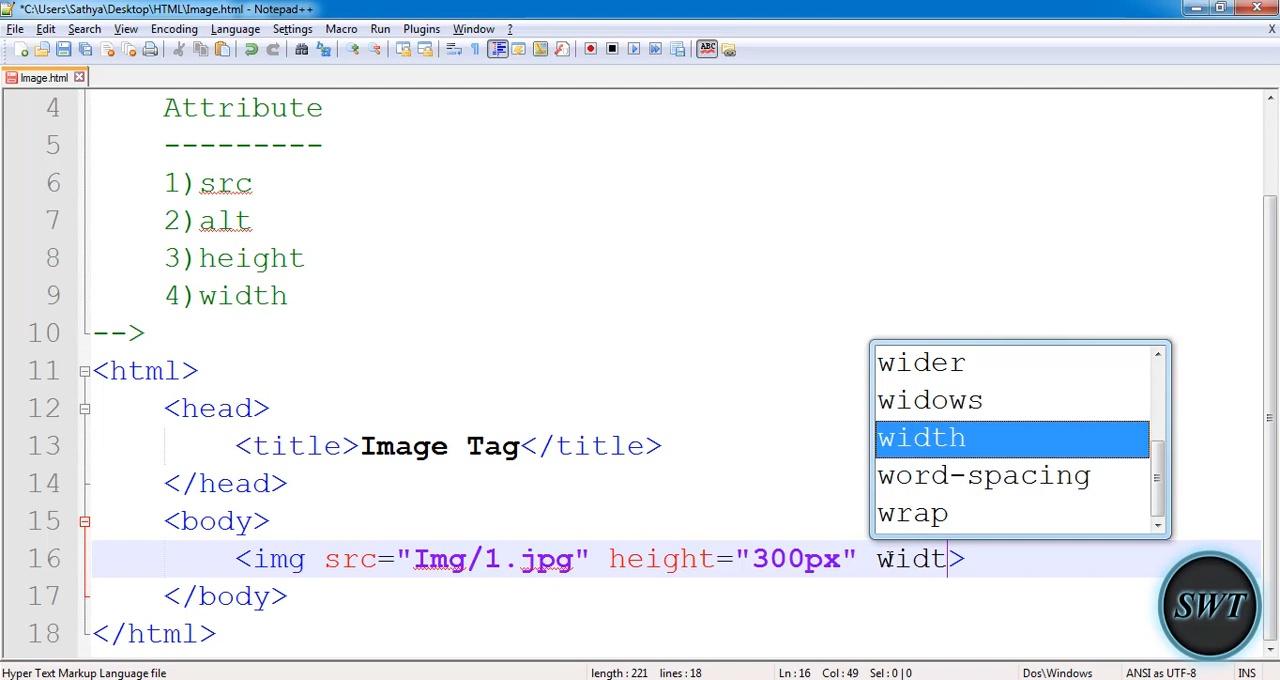 *C:\Users\Sathya\Desktop\HTML\Image.html - Notepad++
File Edit Search View Encoding Language Settings Macro Run Plugins Window ? X
ABC
Image.html
4 Attribute
5 ---------
6 1)src
7 2)alt
8 3)height
9 4)width
10 -->
11 <html>
12 <head>
13 <title>Image Tag</title>
14 </head>
15 <body>
16 <img src="Img/1.jpg" height="300px" widt>
17 </body>
18 </html>
wider
widows
width
word-spacing
wrap
SWT
Hyper Text Markup Language file length : 221 lines : 18 Ln : 16 Col : 49 Sel : 0 | 0 Dos\Windows ANSI as UTF-8 INS